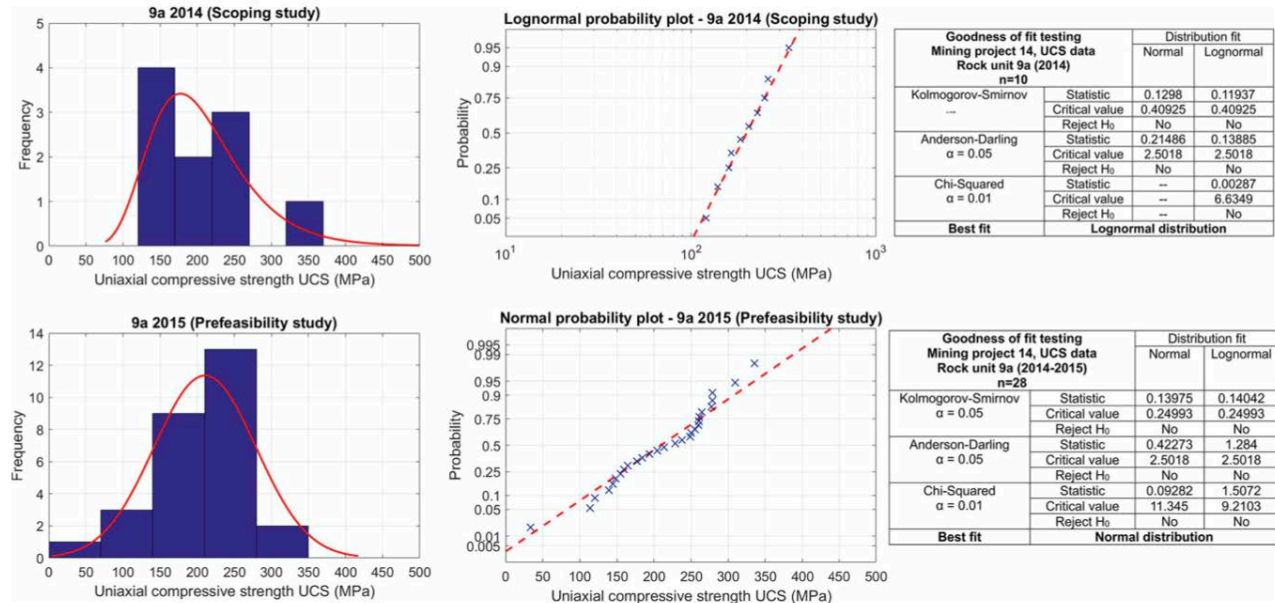 9a 2014 (Scoping study)
5
4
3
2
1
0
Frequency
0 50 100 150 200 250 300 350 400 450 500
Uniaxial compressive strength UCS (MPa)
Lognormal probability plot - 9a 2014 (Scoping study)
0.95
0.9
0.75
0.5
0.25
0.1
0.05
Probability
10^1 10^2 10^3
Uniaxial compressive strength UCS (MPa)
Goodness of fit testing Distribution fit
Mining project 14, UCS data Normal Lognormal
Rock unit 9a (2014)
n=10
Kolmogorov-Smirnov Statistic 0.1298 0.11937
-- Critical value 0.40925 0.40925
Reject H₀ No No
Anderson-Darling Statistic 0.21486 0.13885
α = 0.05 Critical value 2.5018 2.5018
Reject H₀ No No
Chi-Squared Statistic -- 0.00287
α = 0.01 Critical value -- 6.6349
Reject H₀ -- No
Best fit Lognormal distribution
9a 2015 (Prefeasibility study)
14
12
10
8
6
4
2
0
Frequency
0 50 100 150 200 250 300 350 400 450 500
Uniaxial compressive strength UCS (MPa)
Normal probability plot - 9a 2015 (Prefeasibility study)
0.995
0.99
0.95
0.9
0.75
0.5
0.25
0.1
0.05
0.01
0.005
Probability
0 50 100 150 200 250 300 350 400 450 500
Uniaxial compressive strength UCS (MPa)
Goodness of fit testing Distribution fit
Mining project 14, UCS data Normal Lognormal
Rock unit 9a (2014-2015)
n=28
Kolmogorov-Smirnov Statistic 0.13975 0.14042
α = 0.05 Critical value 0.24993 0.24993
Reject H₀ No No
Anderson-Darling Statistic 0.42273 1.284
α = 0.05 Critical value 2.5018 2.5018
Reject H₀ No No
Chi-Squared Statistic 0.09282 1.5072
α = 0.01 Critical value 11.345 9.2103
Reject H₀ No No
Best fit Normal distribution